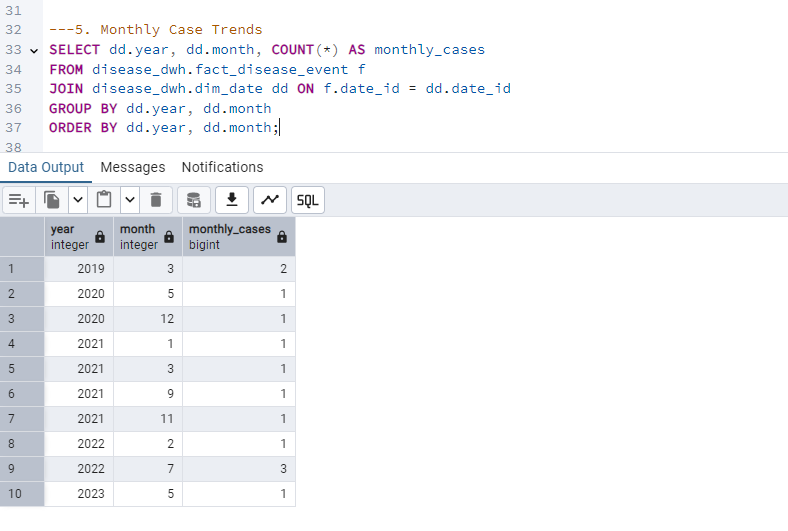 31
32 ---5. Monthly Case Trends
33 SELECT dd.year, dd.month, COUNT(*) AS monthly_cases
34 FROM disease_dwh.fact_disease_event f
35 JOIN disease_dwh.dim_date dd ON f.date_id = dd.date_id
36 GROUP BY dd.year, dd.month
37 ORDER BY dd.year, dd.month;
38
Data Output Messages Notifications
SQL
year month monthly_cases
integer integer bigint
1 2019 3 2
2 2020 5 1
3 2020 12 1
4 2021 1 1
5 2021 3 1
6 2021 9 1
7 2021 11 1
8 2022 2 1
9 2022 7 3
10 2023 5 1